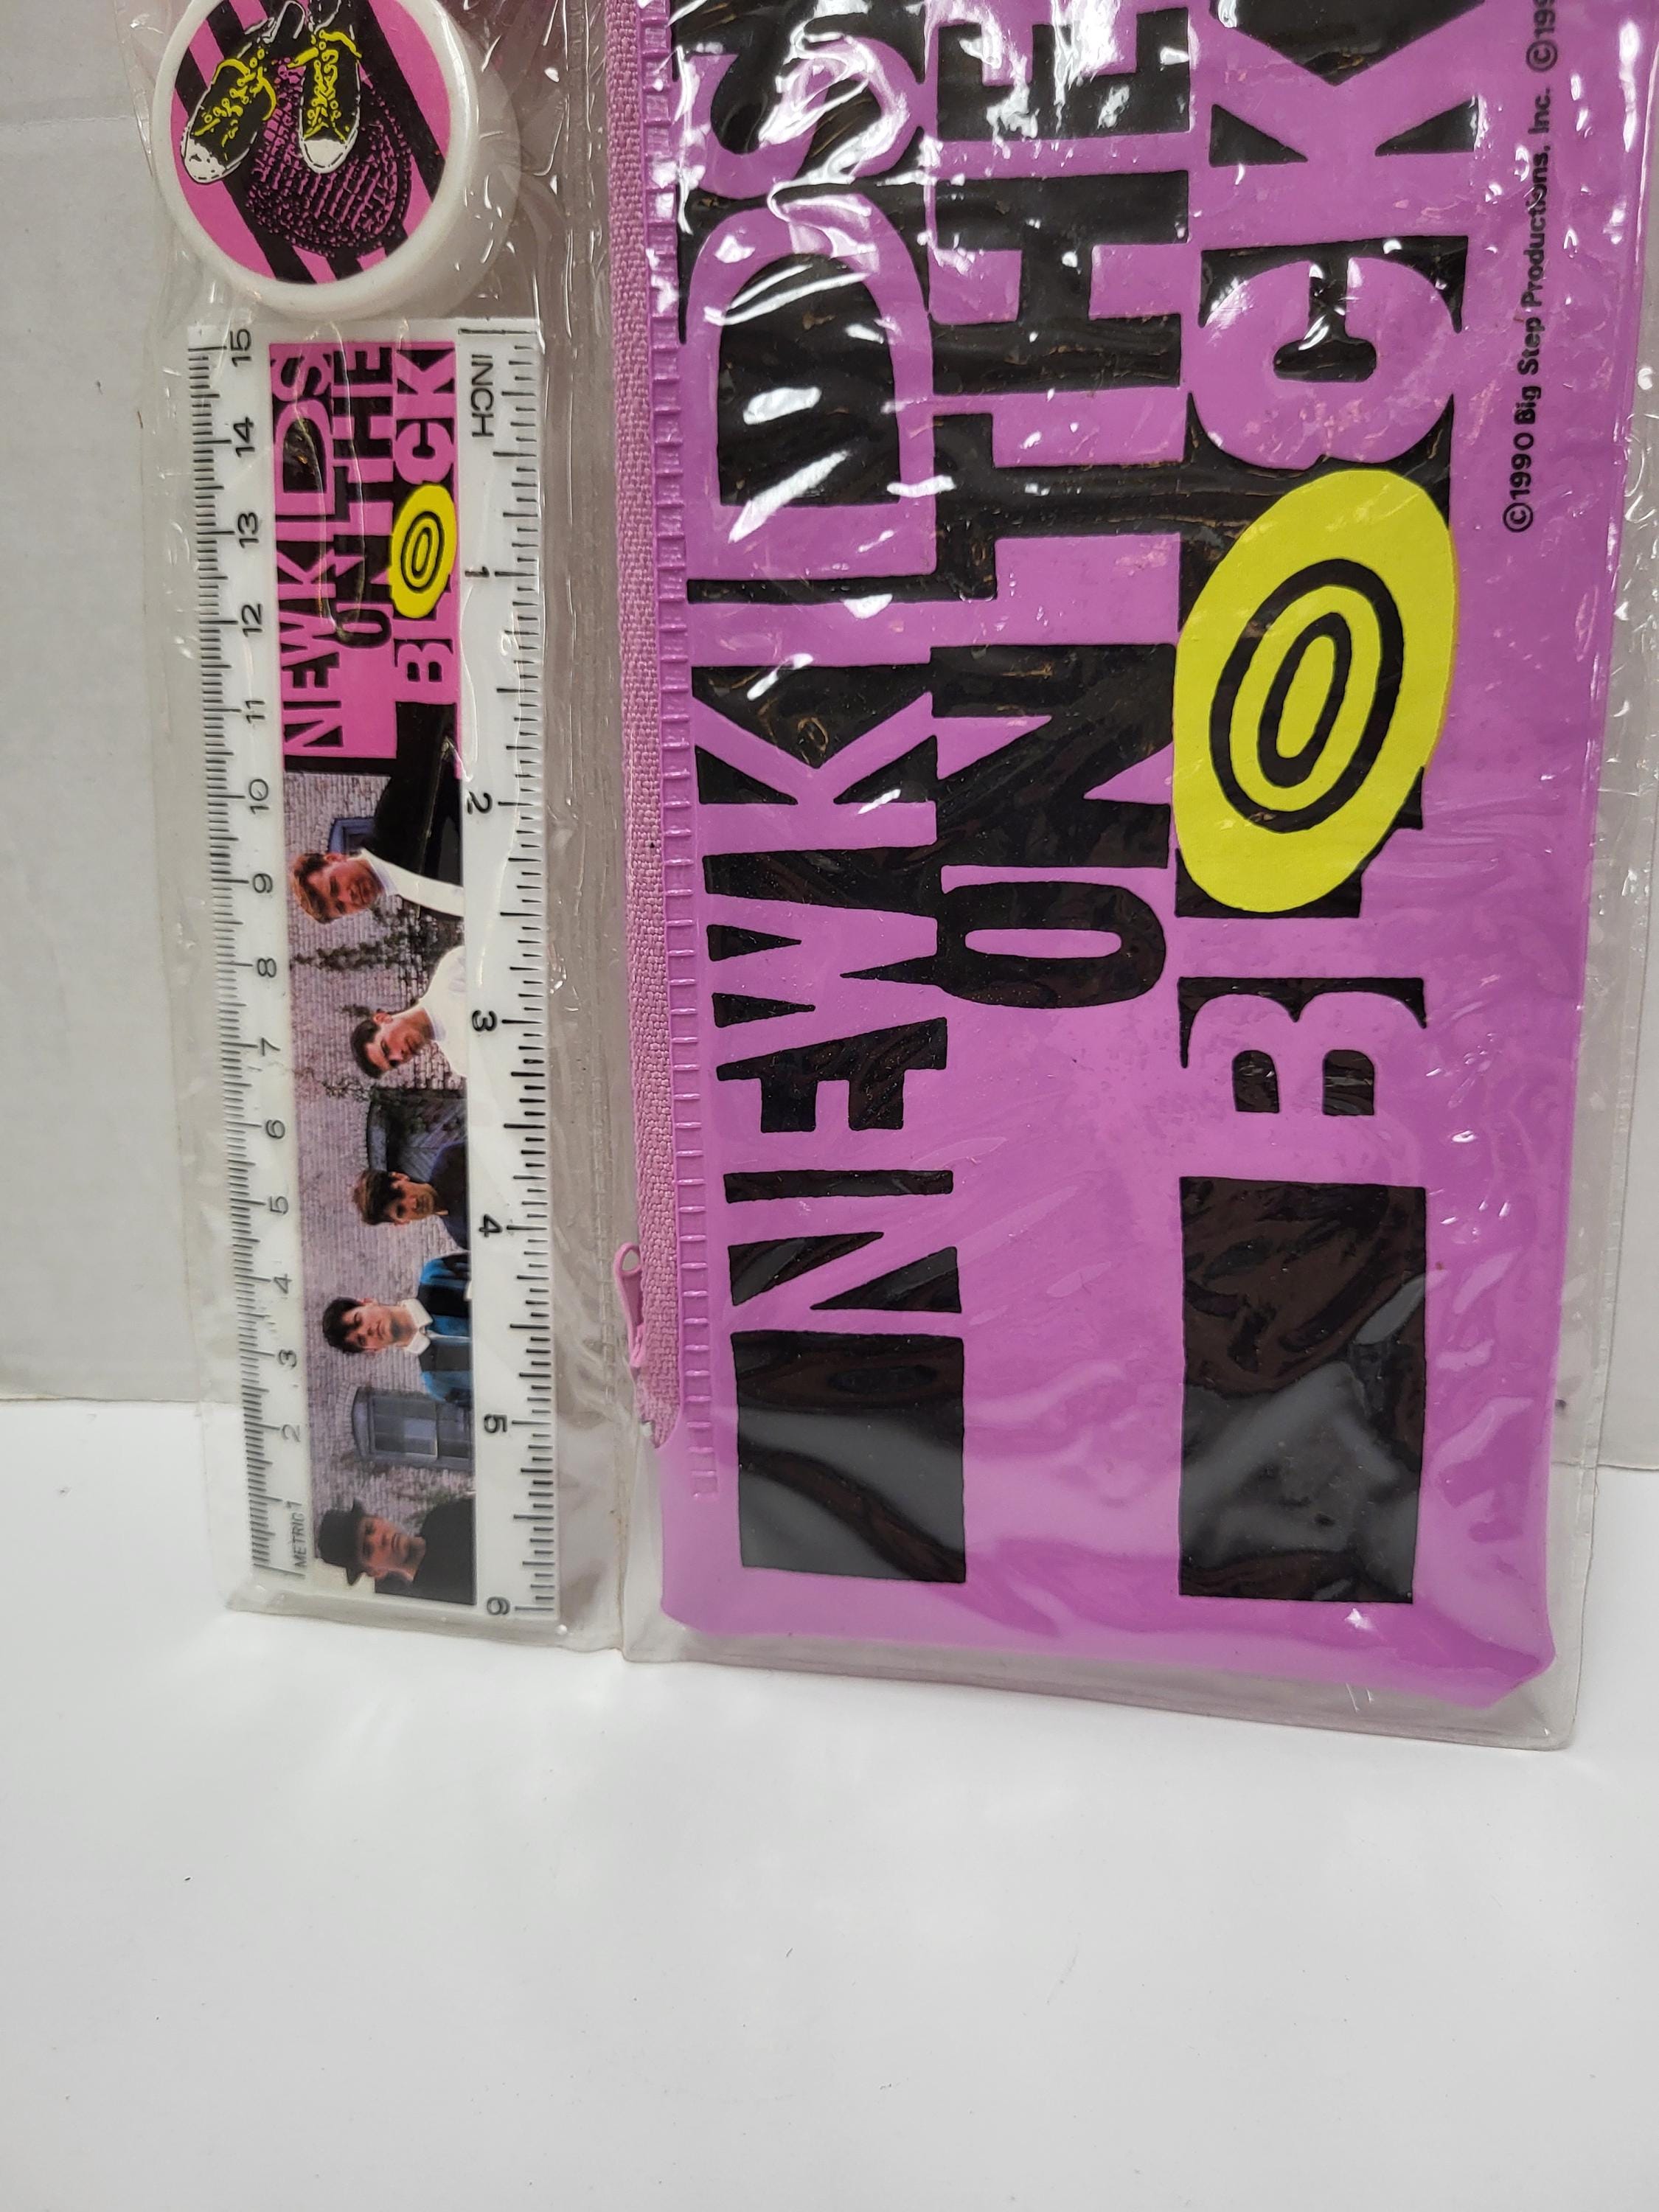 15 14 13 12 11 10 9 8 7 6 5 4 3 2 1
METRIC
NEW KIDS
ON THE
BLOCK
INCH
1 2 3 4 5 6
NEW KIDS
ON THE
BLOCK
©1990 Big Step Productions, Inc. ©199